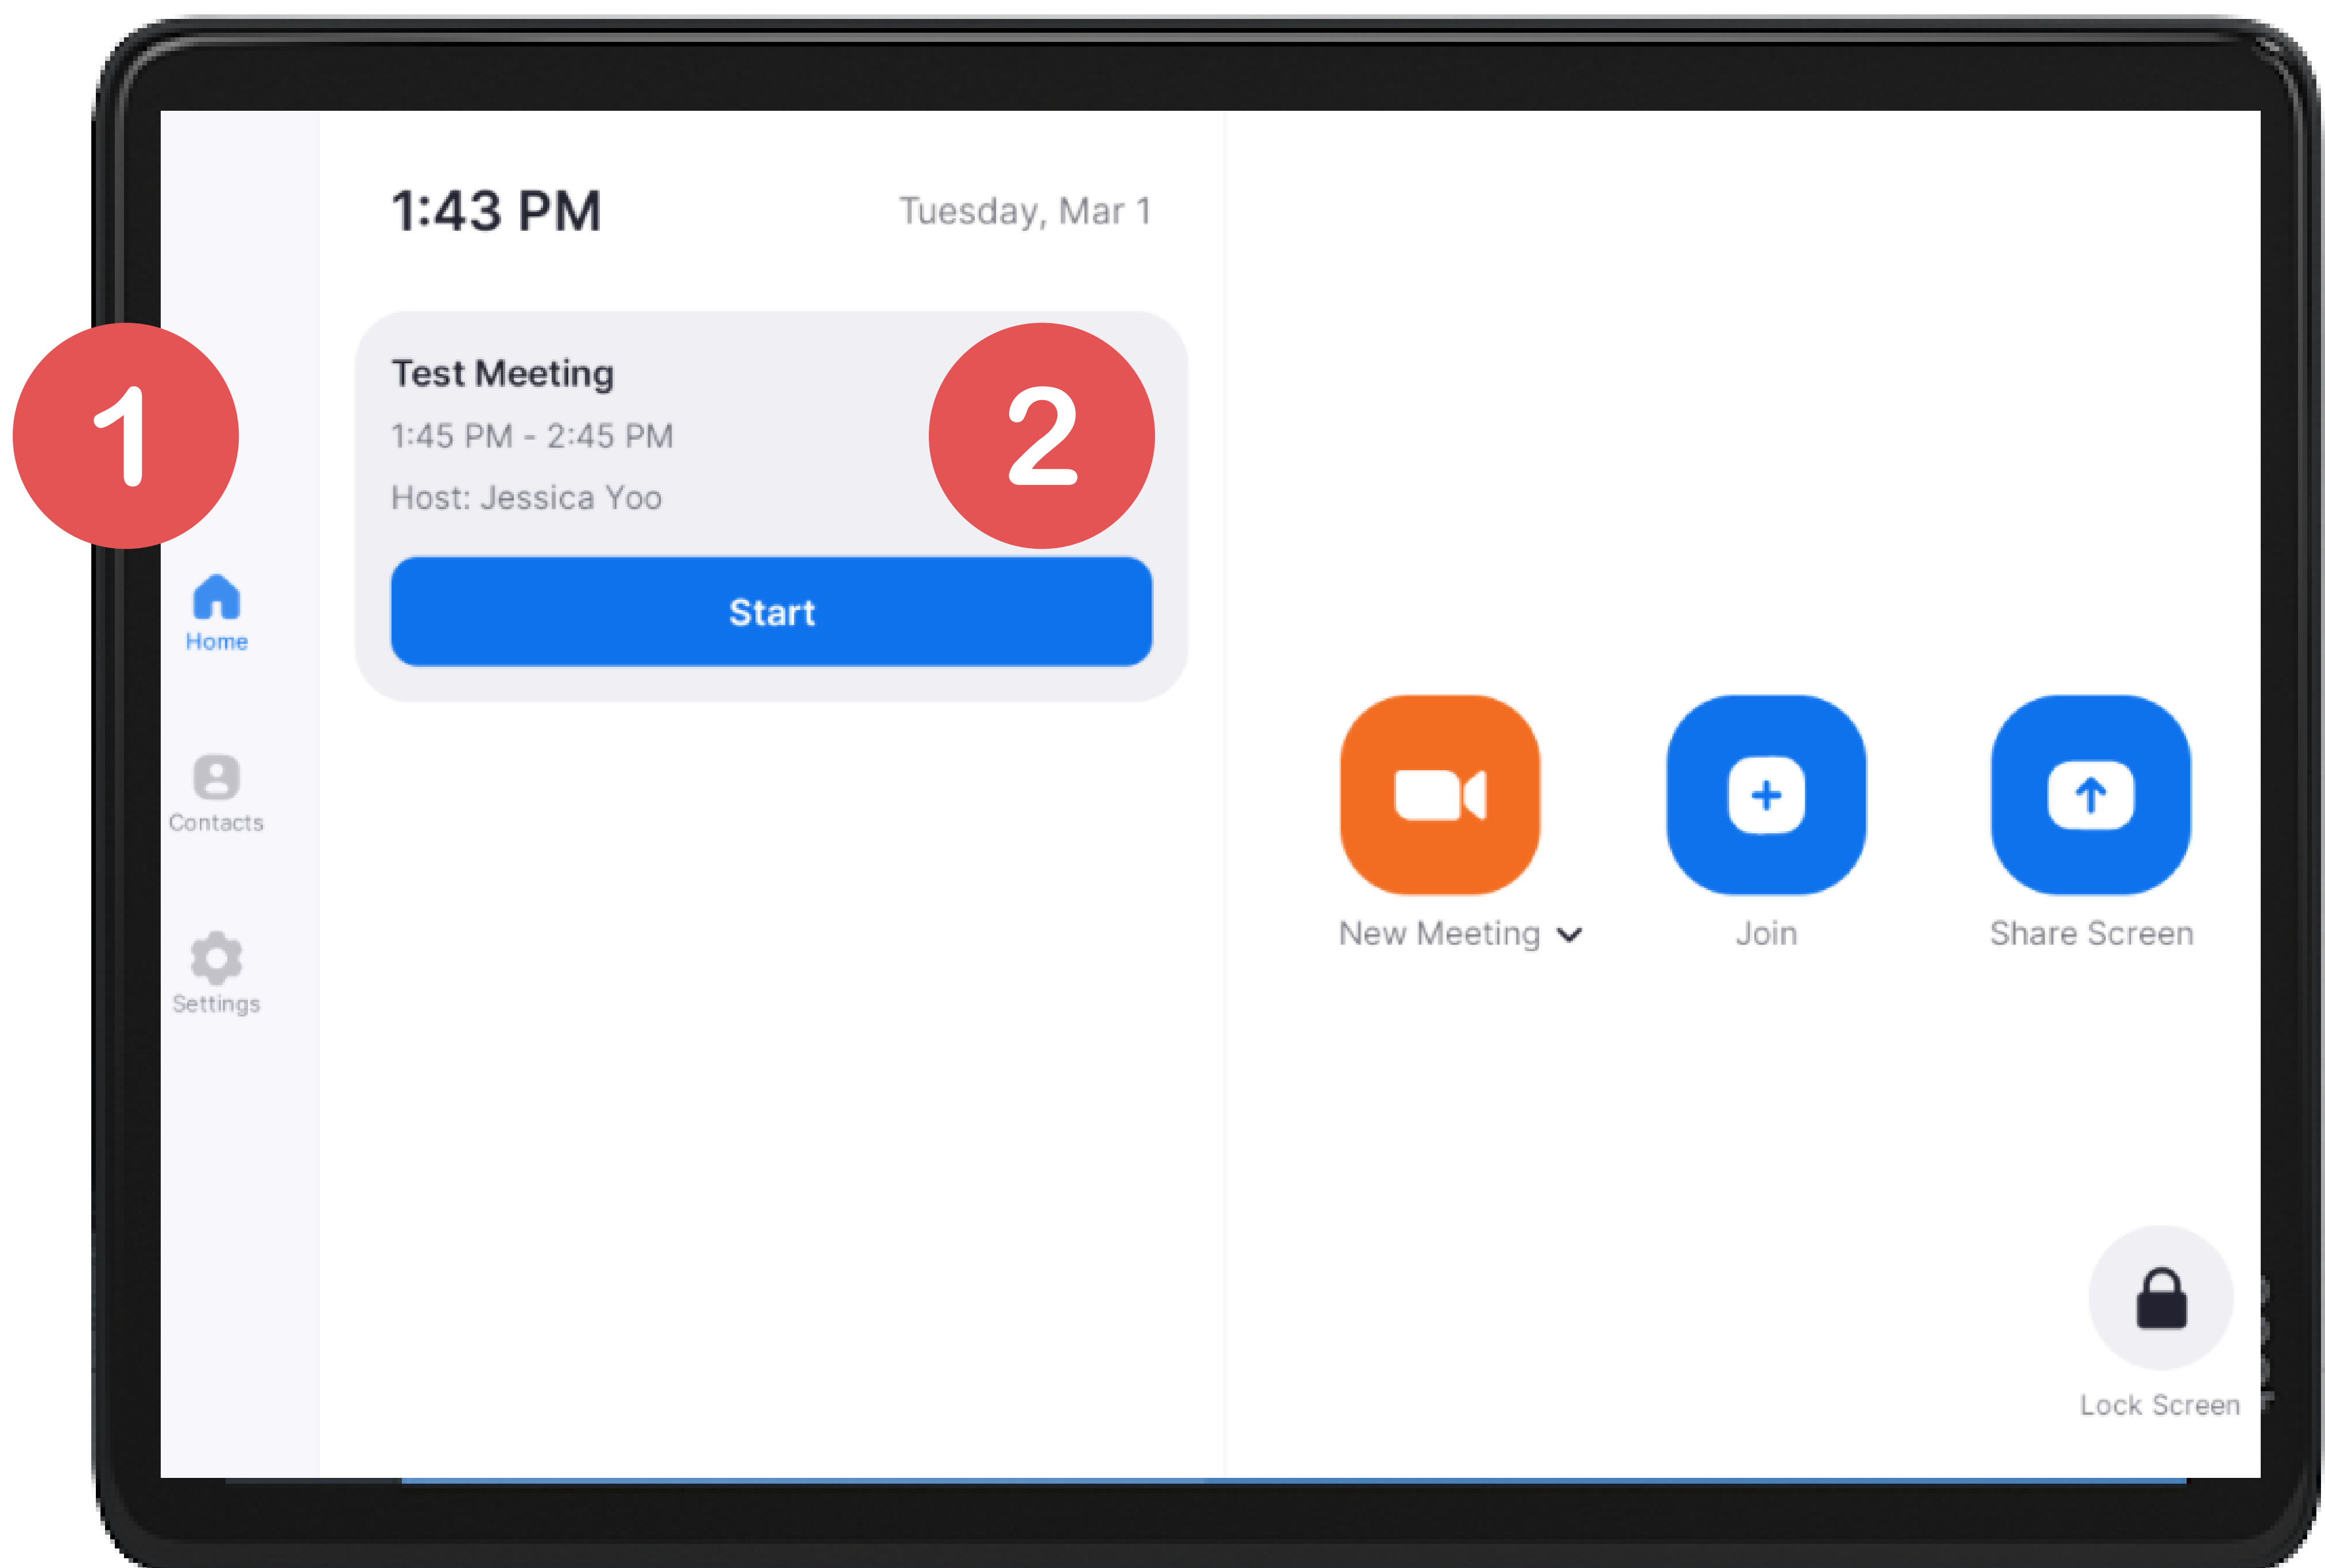 1:43 PM
Tuesday, Mar 1
1
Test Meeting
2
1:45 PM - 2:45 PM
Host: Jessica Yoo
Start
Home
Contacts
Settings
New Meeting
Join
Share Screen
Lock Screen